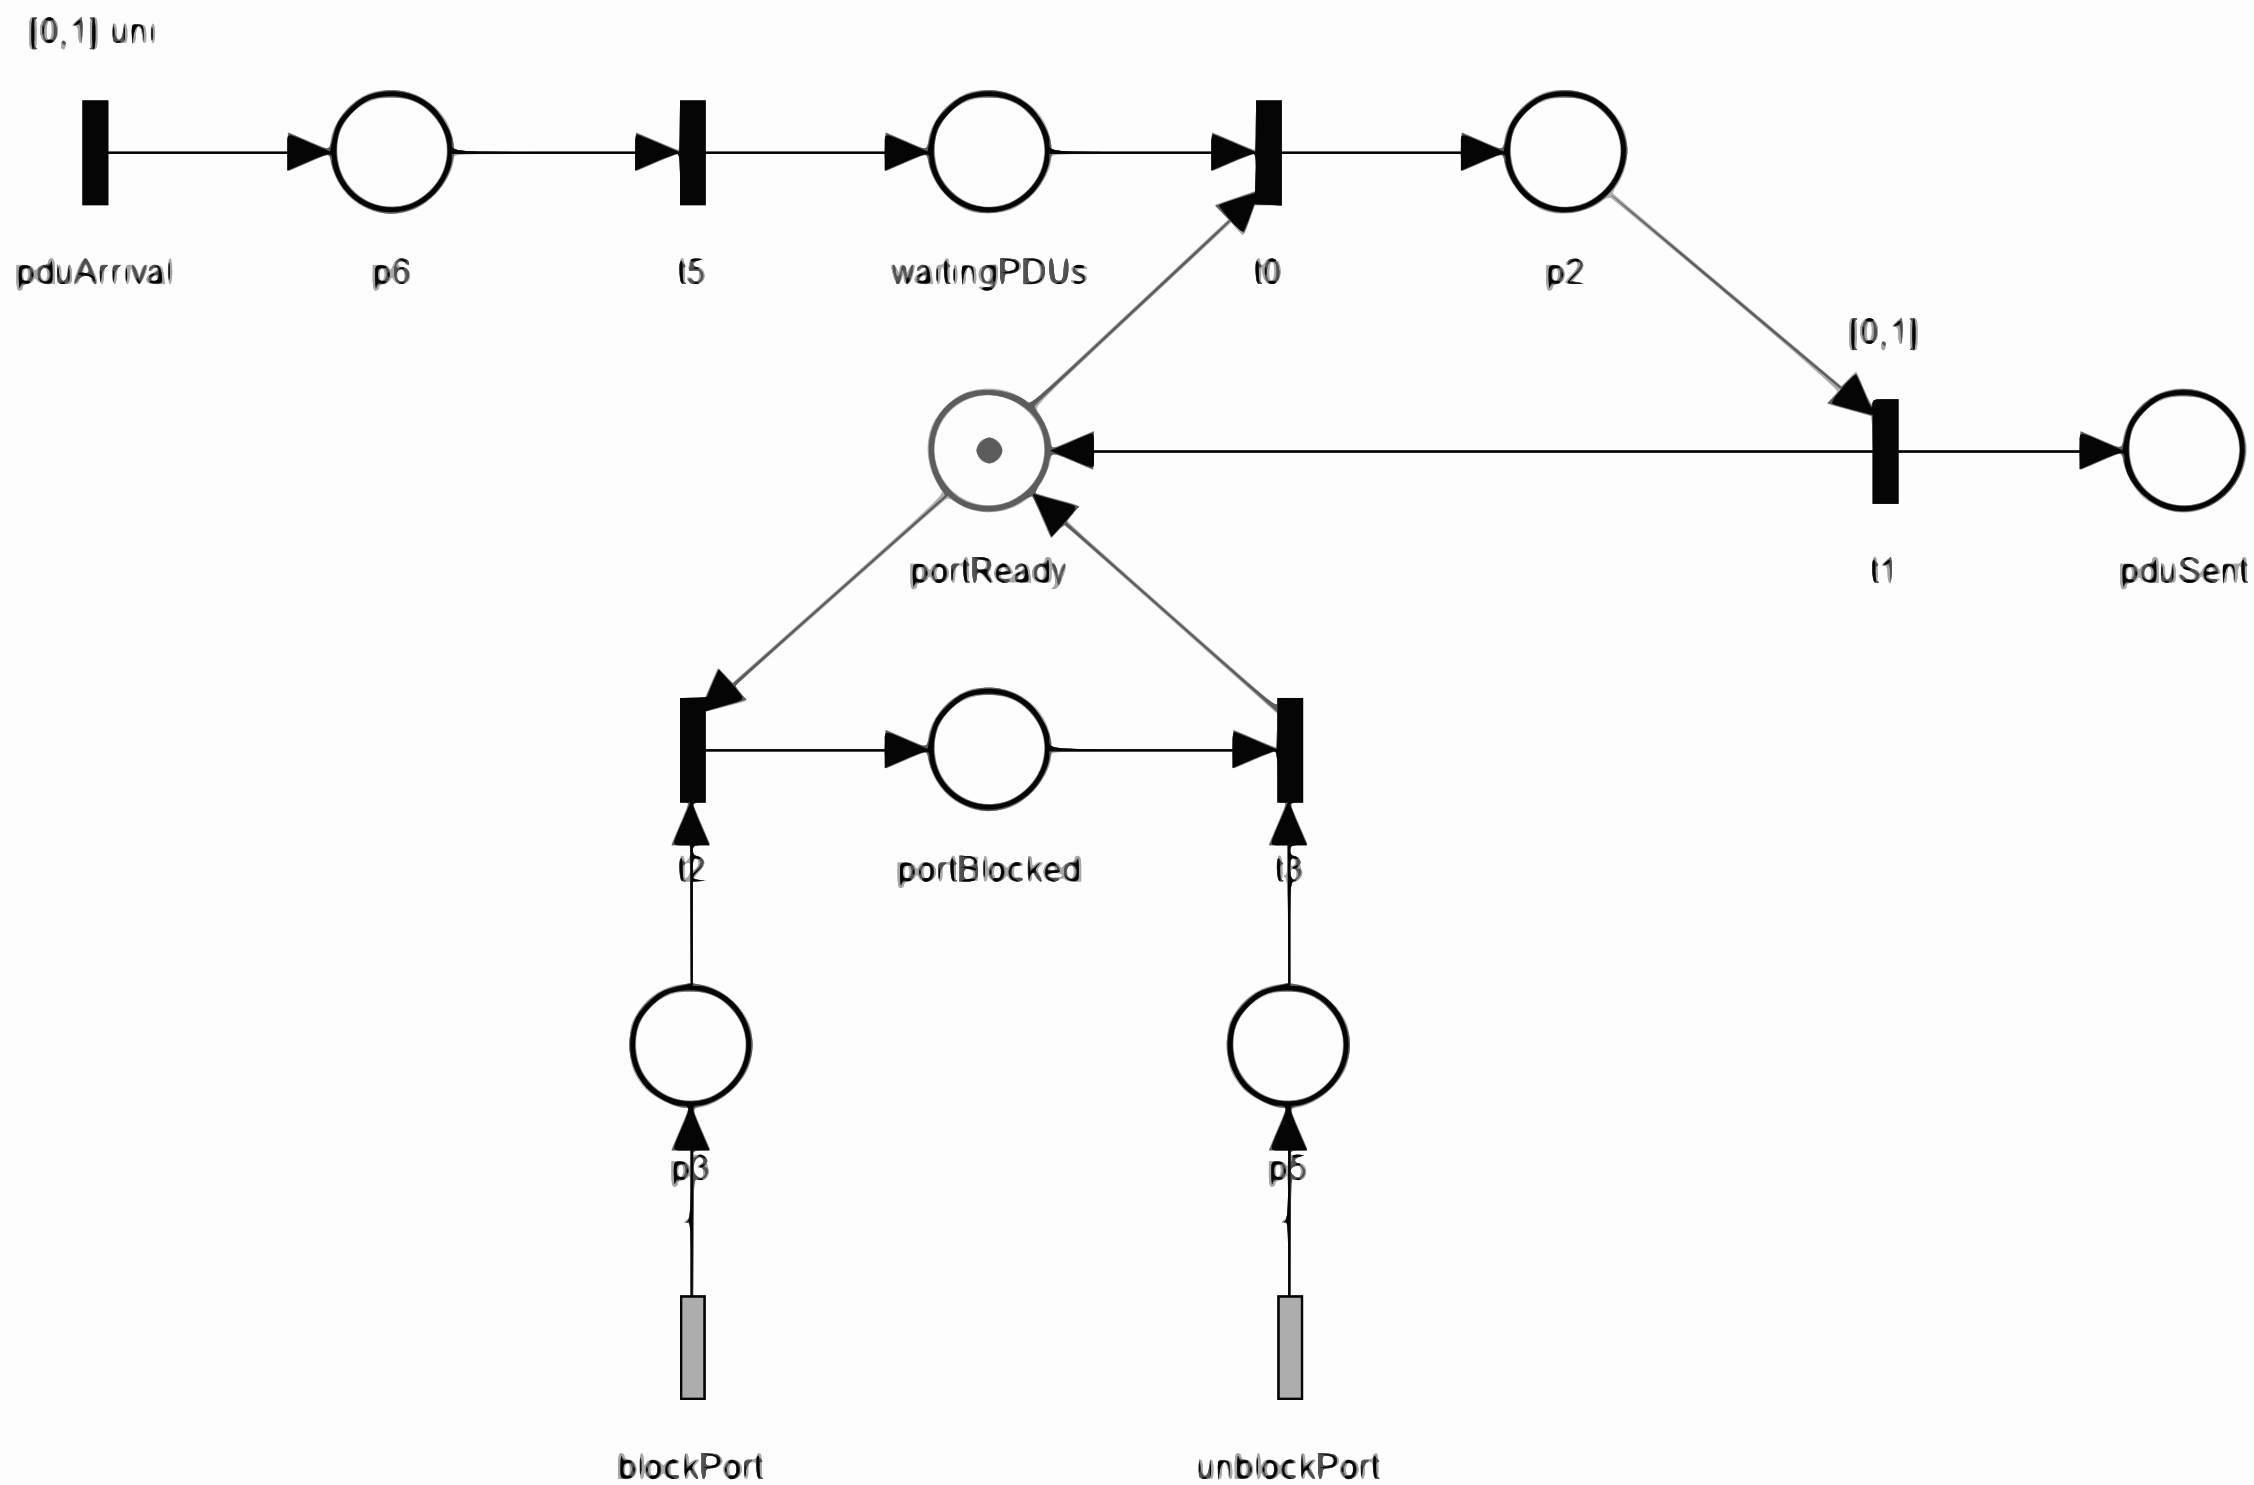 [0,1] uni
pduArrival p6 t5 waitingPDUs t0 p2
[0,1]
portReady t1 pduSent
t2 portBlocked t3
p3 p5
blockPort unblockPort